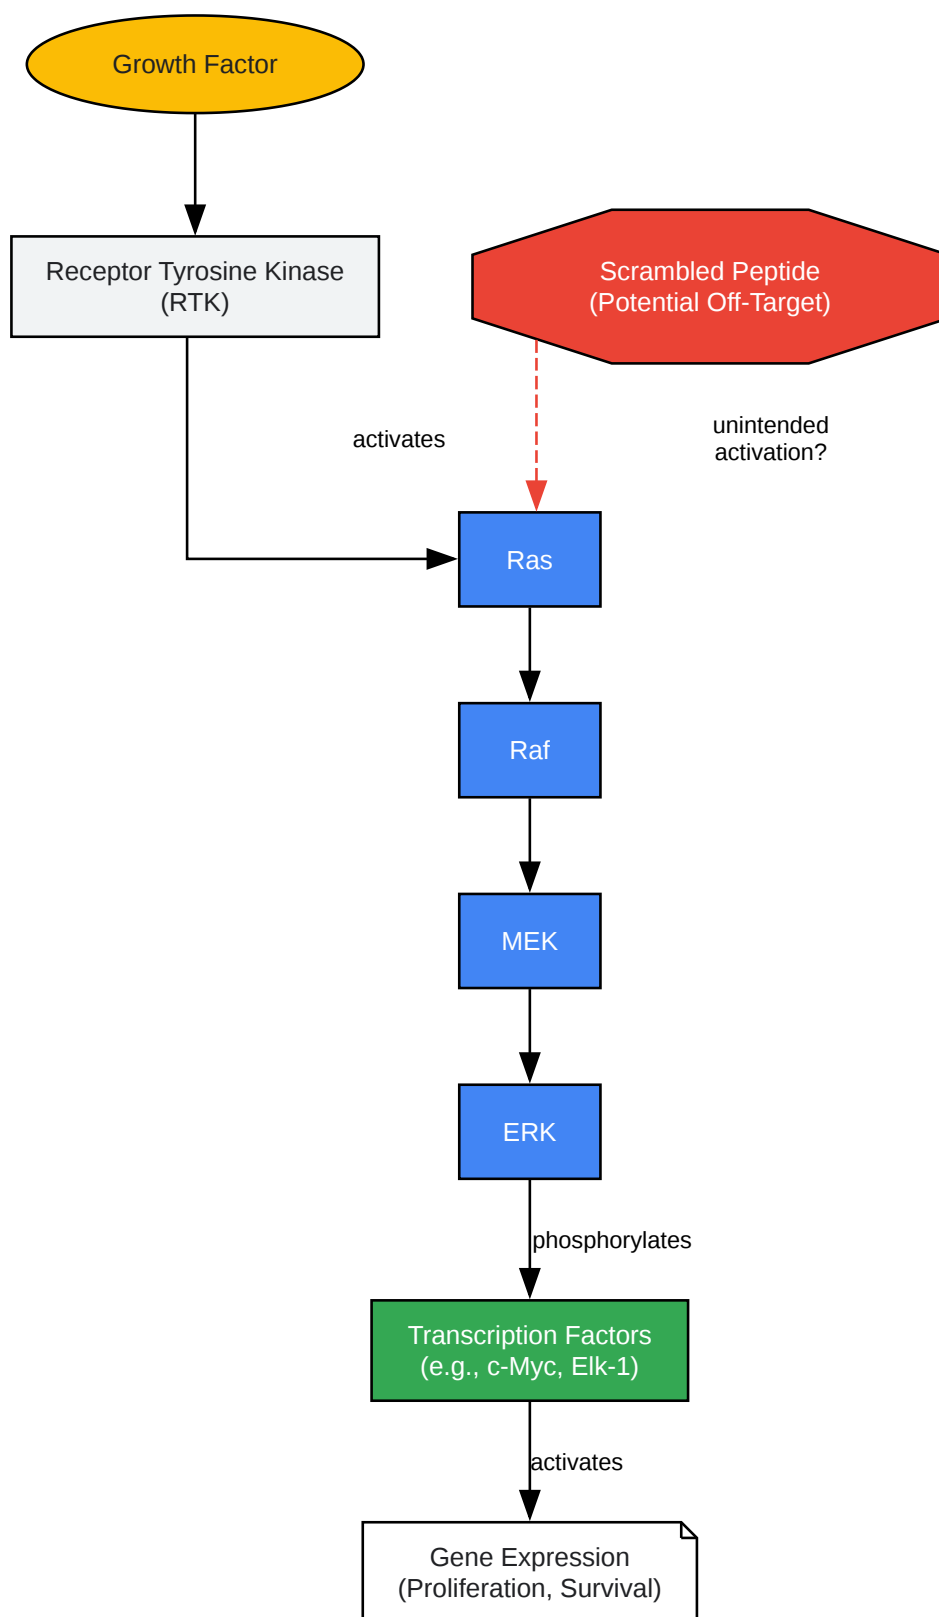 Growth Factor
Receptor Tyrosine Kinase
(RTK)
Scrambled Peptide
(Potential Off-Target)
activates
unintended
activation?
Ras
Raf
MEK
ERK
phosphorylates
Transcription Factors
(e.g., c-Myc, Elk-1)
activates
Gene Expression
(Proliferation, Survival)